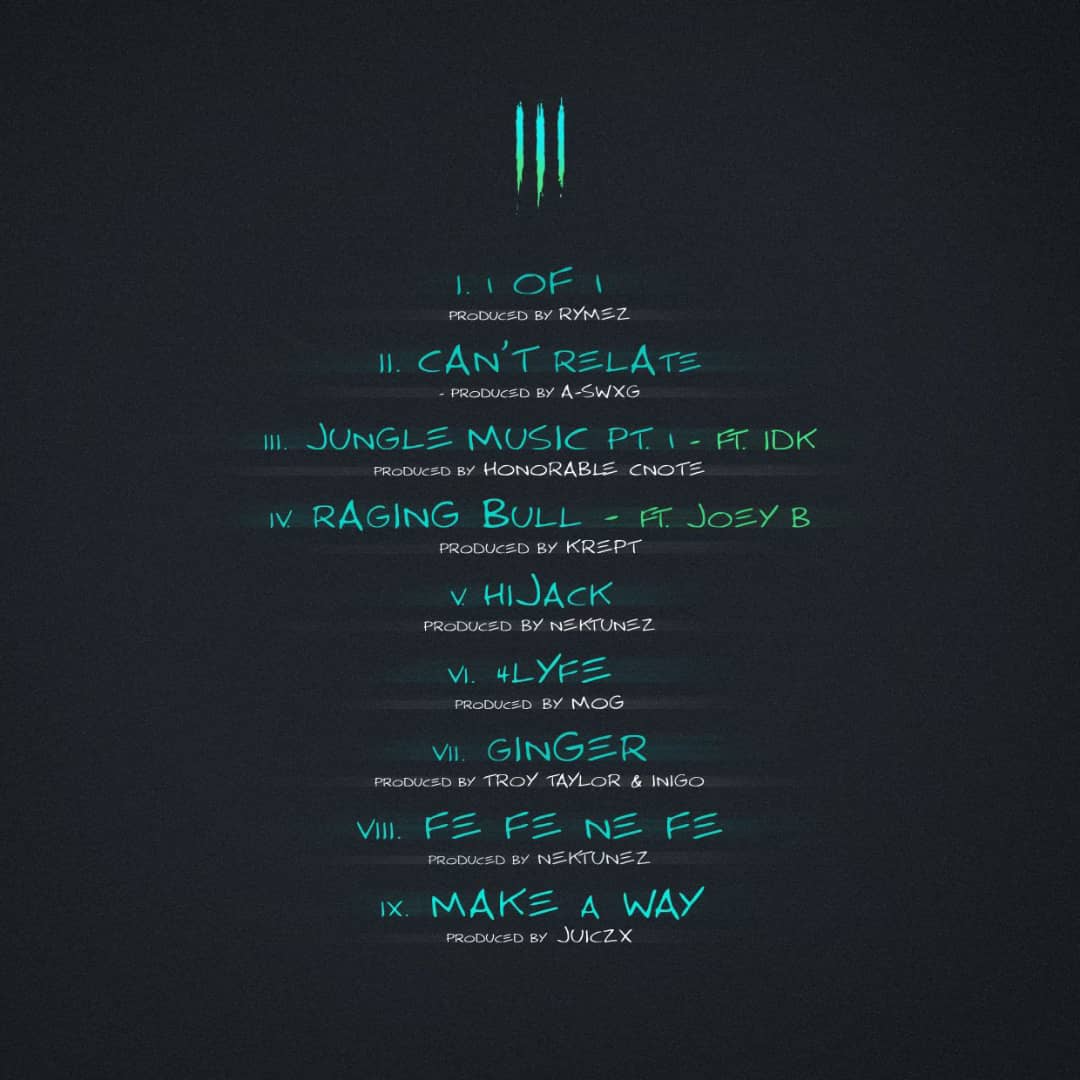 III
I. 1 OF 1
PRODUCED BY RYMEZ
II. CAN'T RELATE
- PRODUCED BY A-SWXG
III. JUNGLE MUSIC PT. 1 - FT. IDK
PRODUCED BY HONORABLE CNOTE
IV. RAGING BULL - FT. JOEY B
PRODUCED BY KREPT
V. HIJACK
PRODUCED BY NEKTUNEZ
VI. 4LYFE
PRODUCED BY MOG
VII. GINGER
PRODUCED BY TROY TAYLOR & INIGO
VIII. FE FE NE FE
PRODUCED BY NEKTUNEZ
IX. MAKE A WAY
PRODUCED BY JUICZX